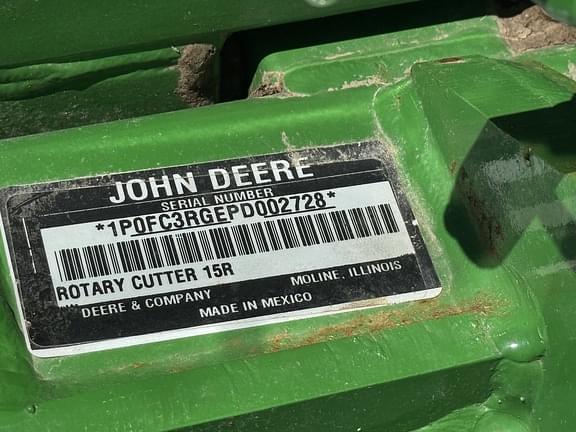 JOHN DEERE
SERIAL NUMBER
*1P0FC3RGEPD002728*
ROTARY CUTTER 15R
MOLINE, ILLINOIS
DEERE & COMPANY
MADE IN MEXICO